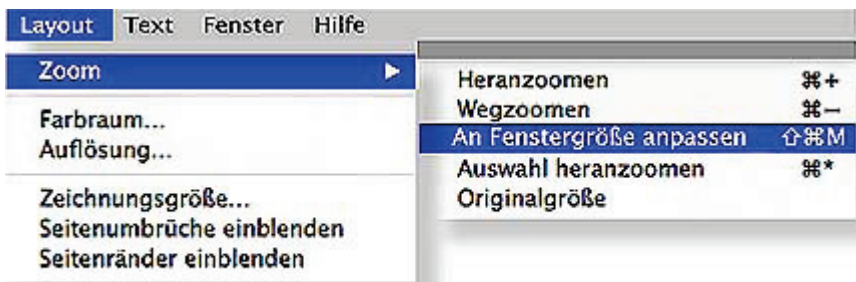 Layout Text Fenster Hilfe
Zoom
Farbraum...
Auflösung...
Zeichnungsgröße...
Seitenumbrüche einblenden
Seitenränder einblenden
Heranzoomen ⌘+
Wegzoomen ⌘−
An Fenstergröße anpassen ⇧⌘M
Auswahl heranzoomen ⌘*
Originalgröße